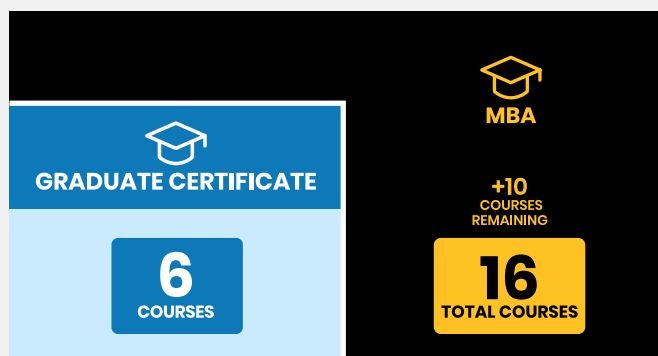 GRADUATE CERTIFICATE
6
COURSES
MBA
+10
COURSES
REMAINING
16
TOTAL COURSES